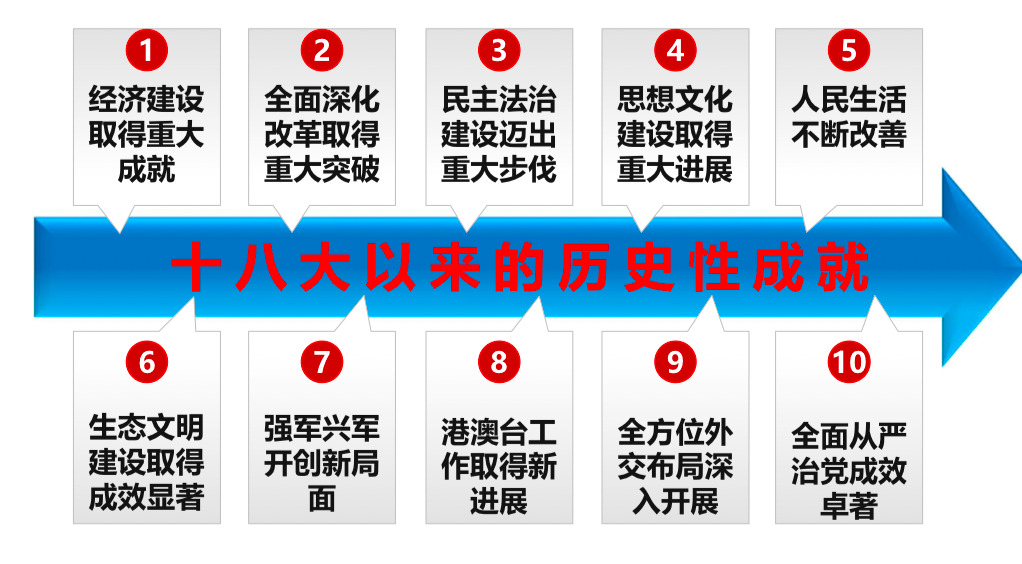 1
经济建设
取得重大
成就
2
全面深化
改革取得
重大突破
3
民主法治
建设迈出
重大步伐
4
思想文化
建设取得
重大进展
5
人民生活
不断改善
十八大以来的历史性成就
6
生态文明
建设取得
成效显著
7
强军兴军
开创新局
面
8
港澳台工
作取得新
进展
9
全方位外
交布局深
入开展
10
全面从严
治党成效
卓著